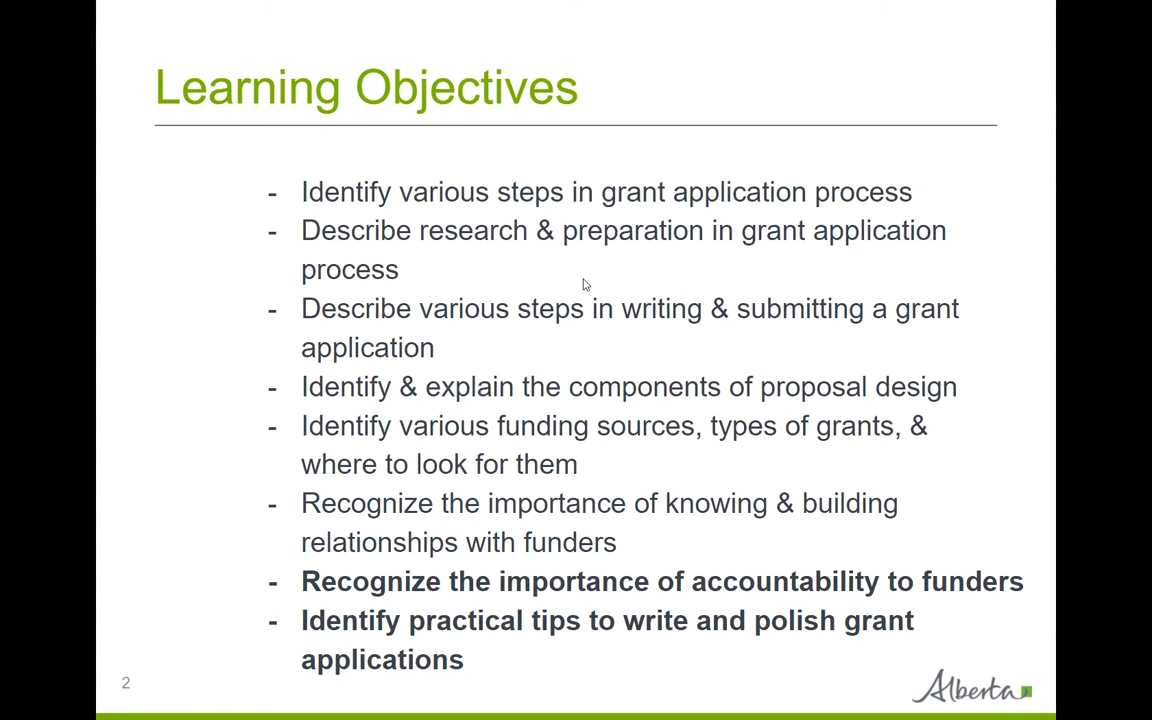 Learning Objectives
- Identify various steps in grant application process
- Describe research & preparation in grant application
process
- Describe various steps in writing & submitting a grant
application
- Identify & explain the components of proposal design
- Identify various funding sources, types of grants, &
where to look for them
- Recognize the importance of knowing & building
relationships with funders
- Recognize the importance of accountability to funders
- Identify practical tips to write and polish grant
applications
2
Alberta